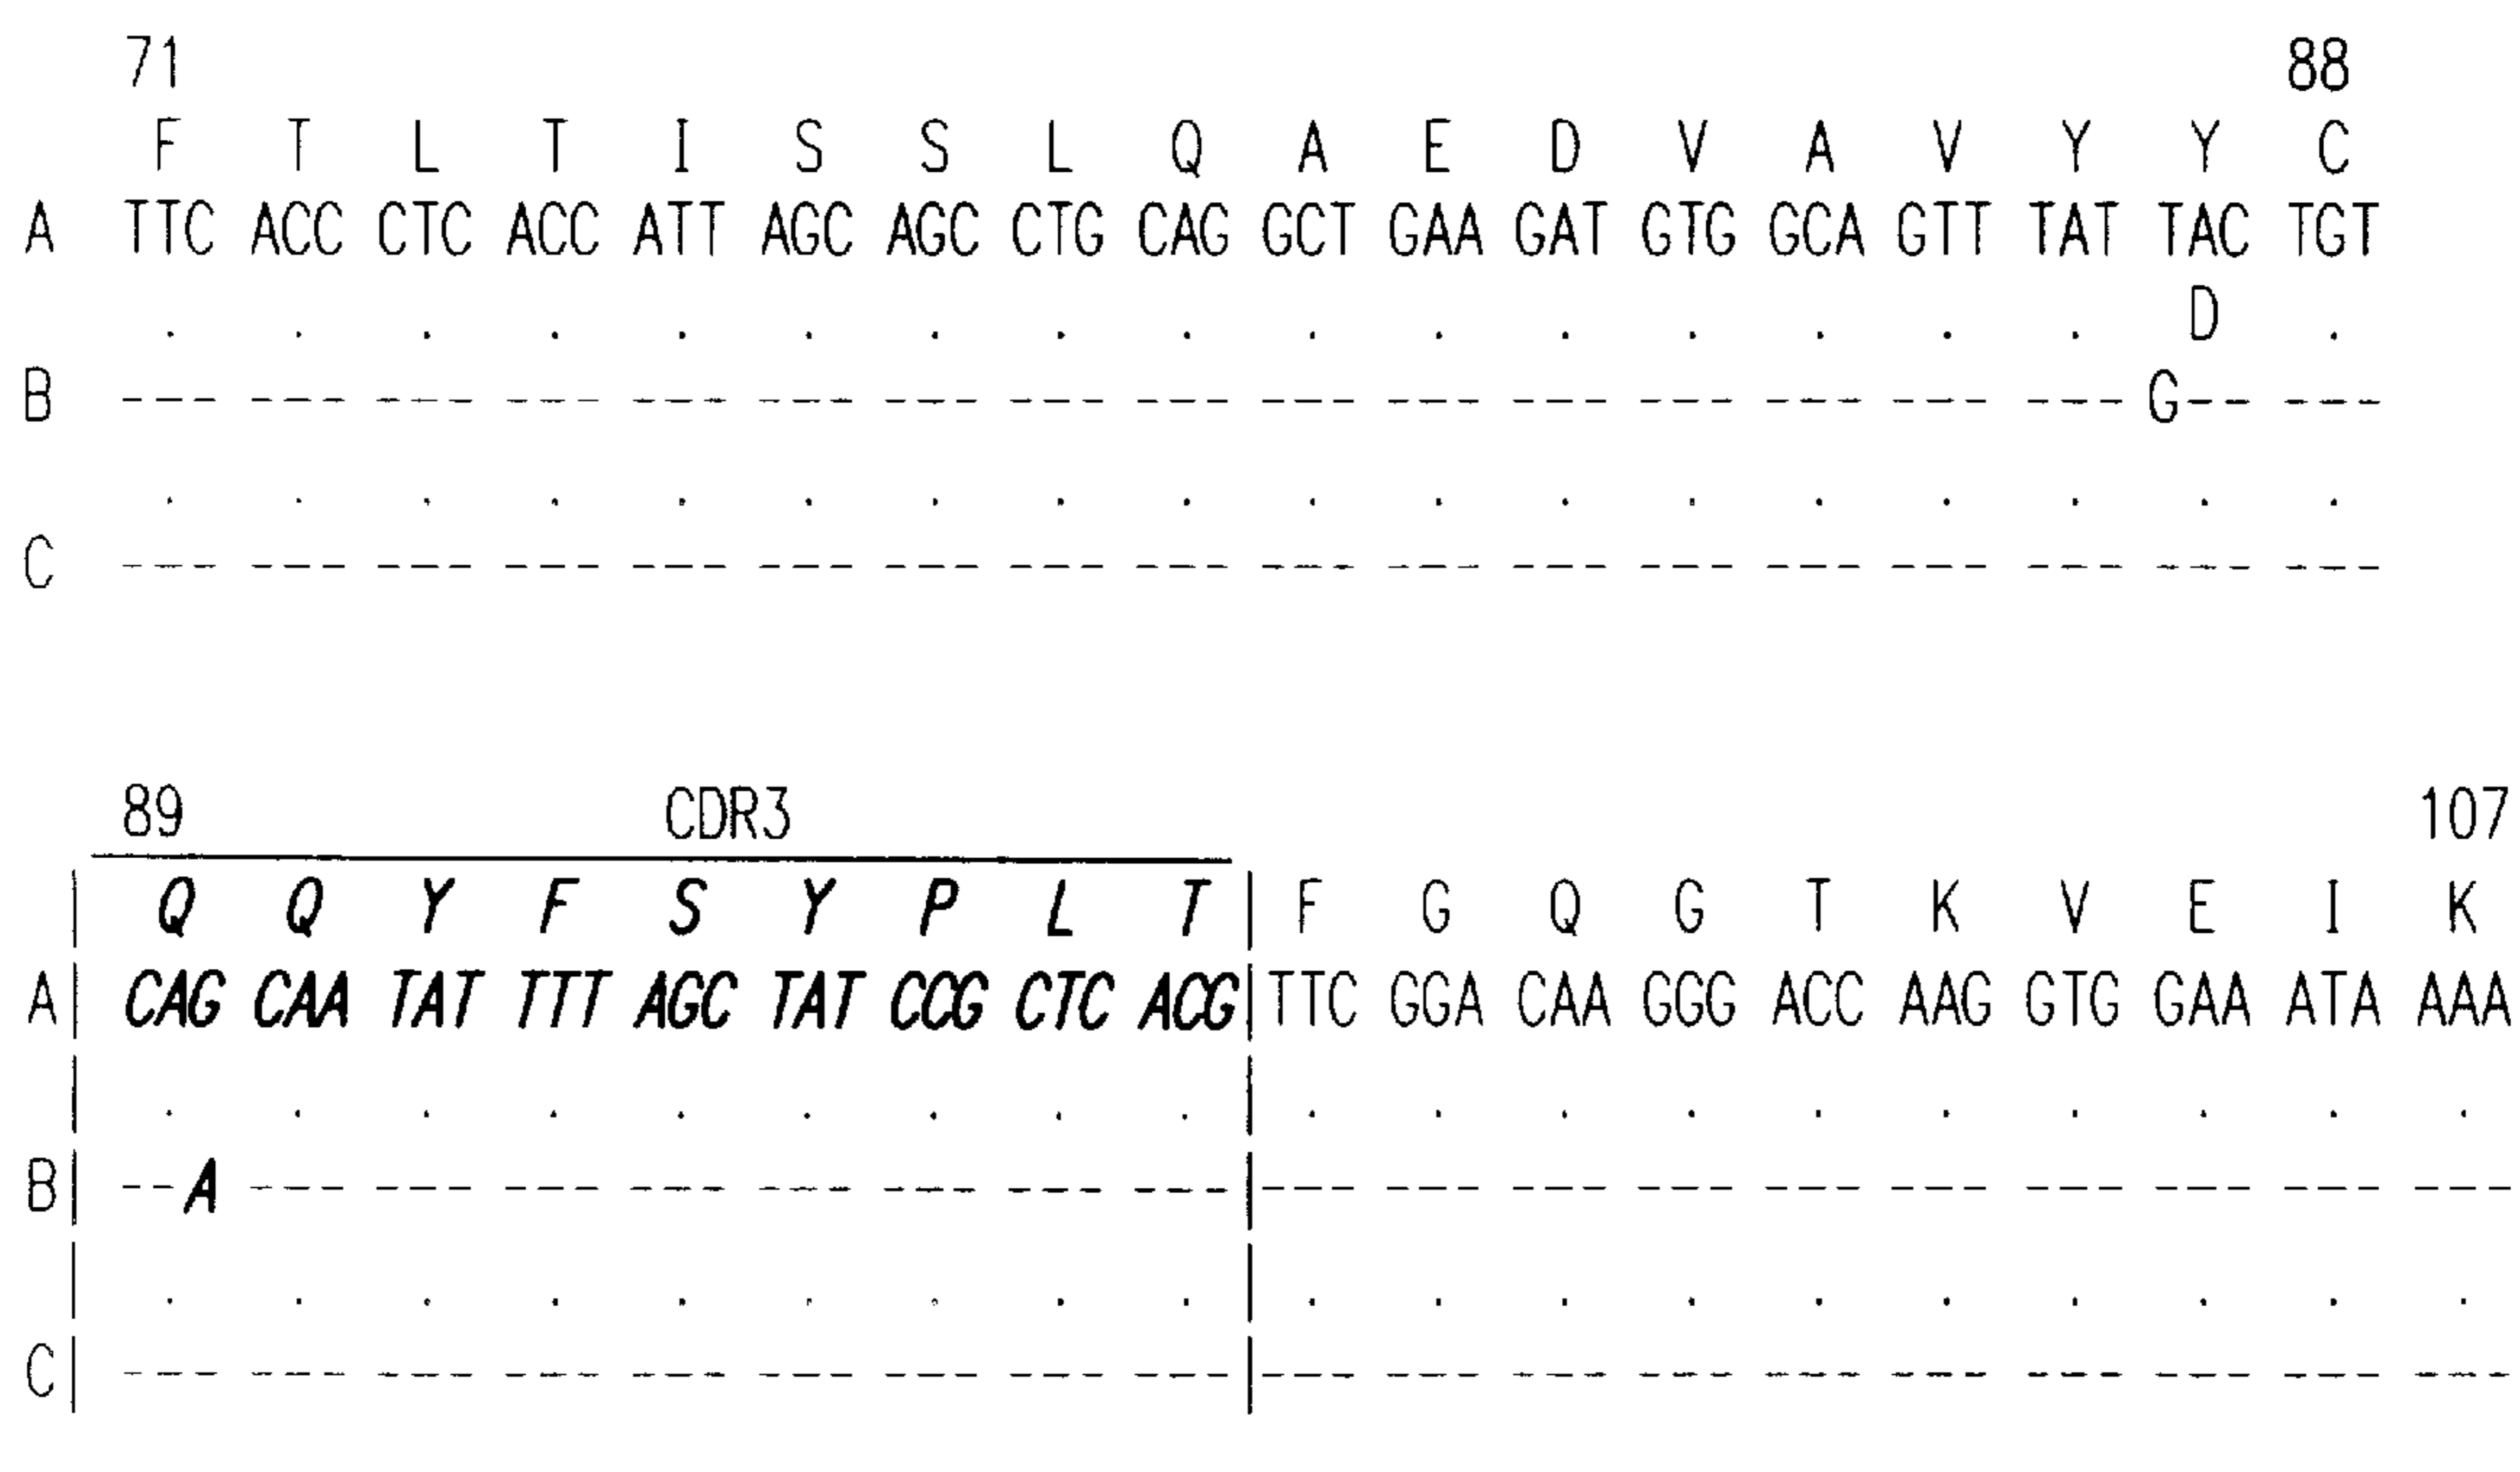 71 88
F T L T I S S L Q A E D V A V Y Y C
A TTC ACC CTC ACC ATT AGC AGC CTG CAG GCT GAA GAT GTG GCA GTT TAT TAC TGT
. . . . . . . . . . . . . . . . D .
B --- --- --- --- --- --- --- --- --- --- --- --- --- --- --- --- G-- ---
. . . . . . . . . . . . . . . . . .
C --- --- --- --- --- --- --- --- --- --- --- --- --- --- --- --- --- ---
89 CDR3 107
| Q Q Y F S Y P L T | F G Q G T K V E I K
A | CAG CAA TAT TTT AGC TAT CCG CTC ACG | TTC GGA CAA GGG ACC AAG GTG GAA ATA AAA
| . . . . . . . . . | . . . . . . . . . .
B | --A --- --- --- --- --- --- --- --- | --- --- --- --- --- --- --- --- --- ---
| . . . . . . . . . | . . . . . . . . . .
C | --- --- --- --- --- --- --- --- --- | --- --- --- --- --- --- --- --- --- ---